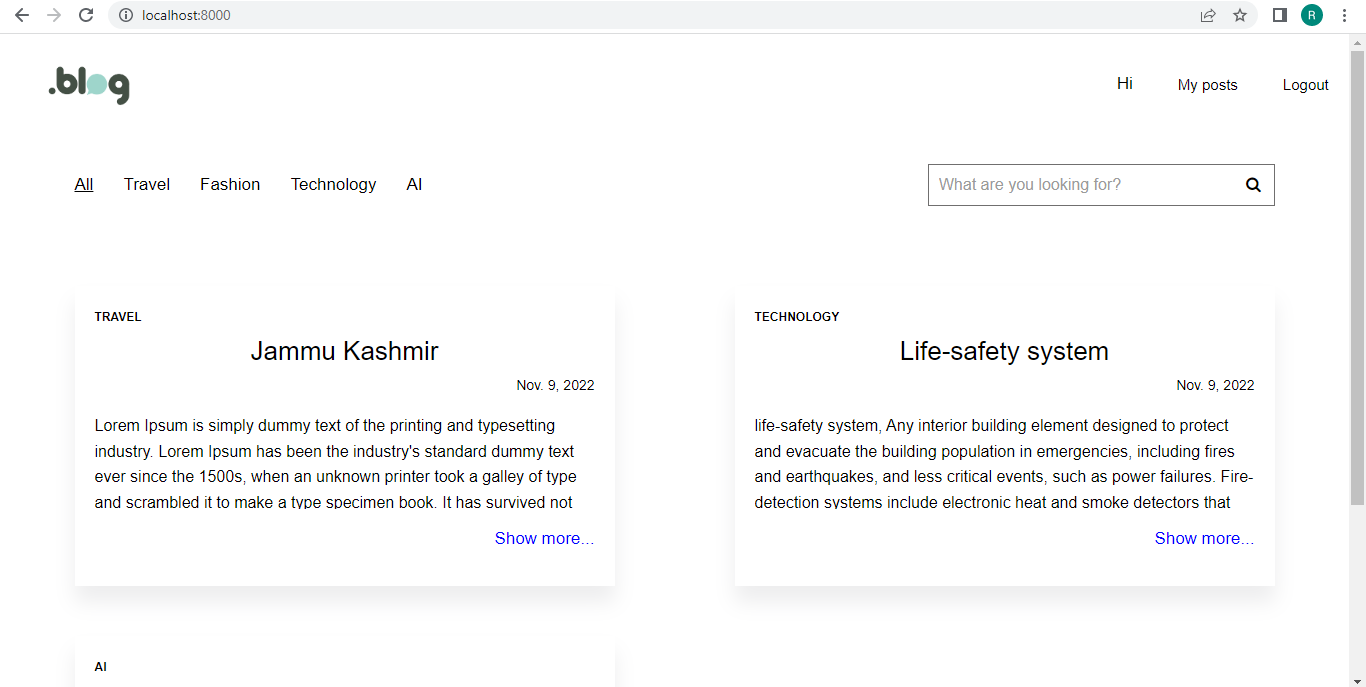 localhost:8000
R
.blog
Hi My posts Logout
All Travel Fashion Technology AI
What are you looking for?
TRAVEL
Jammu Kashmir
Nov. 9, 2022
Lorem Ipsum is simply dummy text of the printing and typesetting
industry. Lorem Ipsum has been the industry's standard dummy text
ever since the 1500s, when an unknown printer took a galley of type
and scrambled it to make a type specimen book. It has survived not
Show more...
TECHNOLOGY
Life-safety system
Nov. 9, 2022
life-safety system, Any interior building element designed to protect
and evacuate the building population in emergencies, including fires
and earthquakes, and less critical events, such as power failures. Fire-
detection systems include electronic heat and smoke detectors that
Show more...
AI